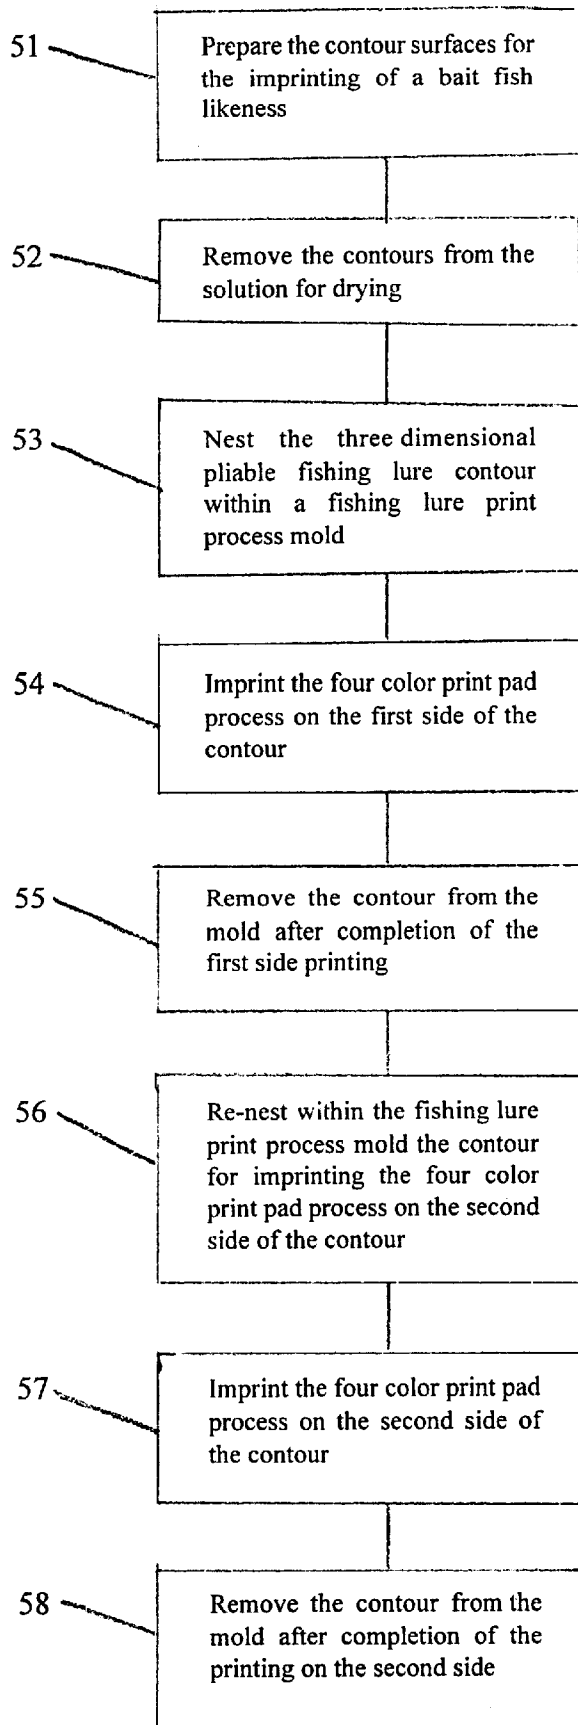 51
Prepare the contour surfaces for
the imprinting of a bait fish
likeness
52
Remove the contours from the
solution for drying
53
Nest the three dimensional
pliable fishing lure contour
within a fishing lure print
process mold
54
Imprint the four color print pad
process on the first side of the
contour
55
Remove the contour from the
mold after completion of the
first side printing
56
Re-nest within the fishing lure
print process mold the contour
for imprinting the four color
print pad process on the second
side of the contour
57
Imprint the four color print pad
process on the second side of
the contour
58
Remove the contour from the
mold after completion of the
printing on the second side